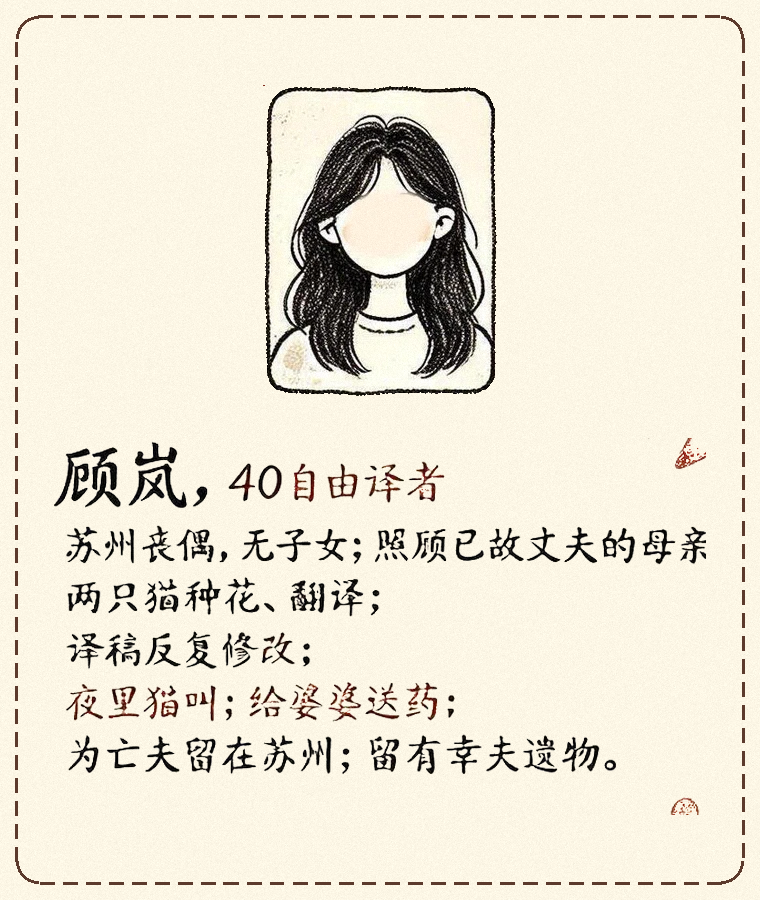 顾岚，40自由译者
苏州丧偶，无子女；照顾已故丈夫的母亲
两只猫种花、翻译；
译稿反复修改；
夜里猫叫；给婆婆送药；
为亡夫留在苏州；留有幸夫遗物。